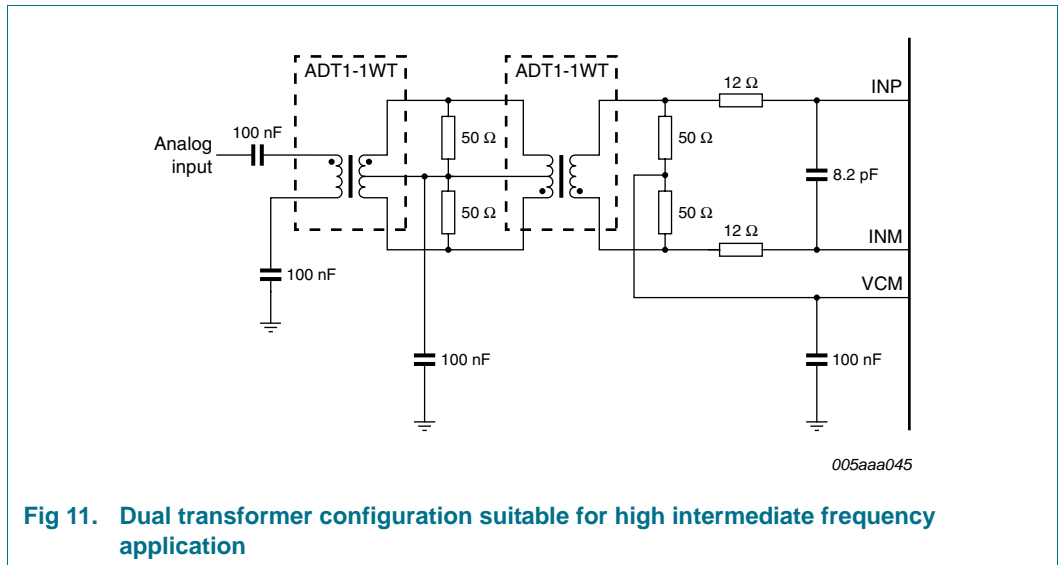 ADT1-1WT
ADT1-1WT
12 Ω
INP
Analog
input
100 nF
50 Ω
50 Ω
8.2 pF
50 Ω
50 Ω
12 Ω
INM
VCM
100 nF
100 nF
100 nF
005aaa045
Fig 11. Dual transformer configuration suitable for high intermediate frequency
application